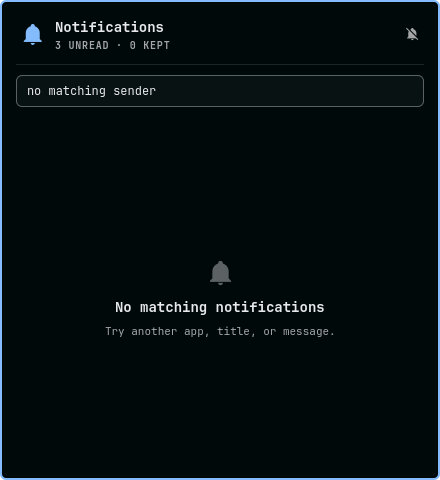 Notifications
3 UNREAD · 0 KEPT
no matching sender
No matching notifications
Try another app, title, or message.